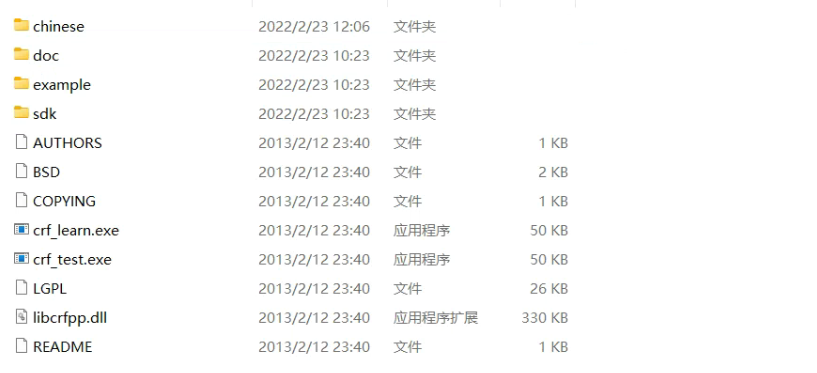 chinese 2022/2/23 12:06 文件夹
doc 2022/2/23 10:23 文件夹
example 2022/2/23 10:23 文件夹
sdk 2022/2/23 10:23 文件夹
AUTHORS 2013/2/12 23:40 文件 1 KB
BSD 2013/2/12 23:40 文件 2 KB
COPYING 2013/2/12 23:40 文件 1 KB
crf_learn.exe 2013/2/12 23:40 应用程序 50 KB
crf_test.exe 2013/2/12 23:40 应用程序 50 KB
LGPL 2013/2/12 23:40 文件 26 KB
libcrfpp.dll 2013/2/12 23:40 应用程序扩展 330 KB
README 2013/2/12 23:40 文件 1 KB